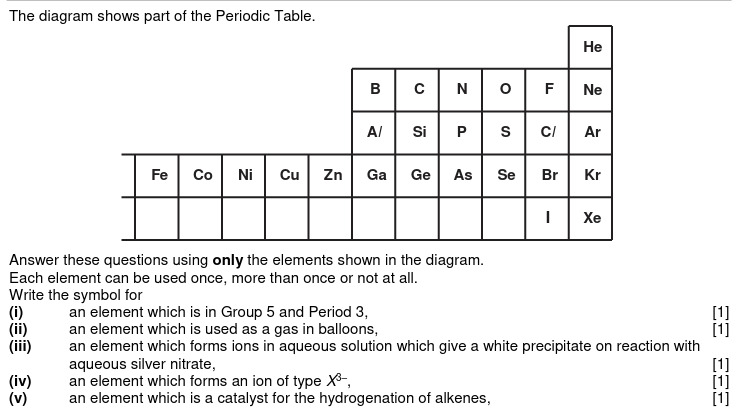 The diagram shows part of the Periodic Table.
He
B C N O F Ne
Al Si P S Cl Ar
Fe Co Ni Cu Zn Ga Ge As Se Br Kr
I Xe
Answer these questions using only the elements shown in the diagram.
Each element can be used once, more than once or not at all.
Write the symbol for
(i) an element which is in Group 5 and Period 3, [1]
(ii) an element which is used as a gas in balloons, [1]
(iii) an element which forms ions in aqueous solution which give a white precipitate on reaction with
aqueous silver nitrate, [1]
(iv) an element which forms an ion of type X³⁻, [1]
(v) an element which is a catalyst for the hydrogenation of alkenes, [1]